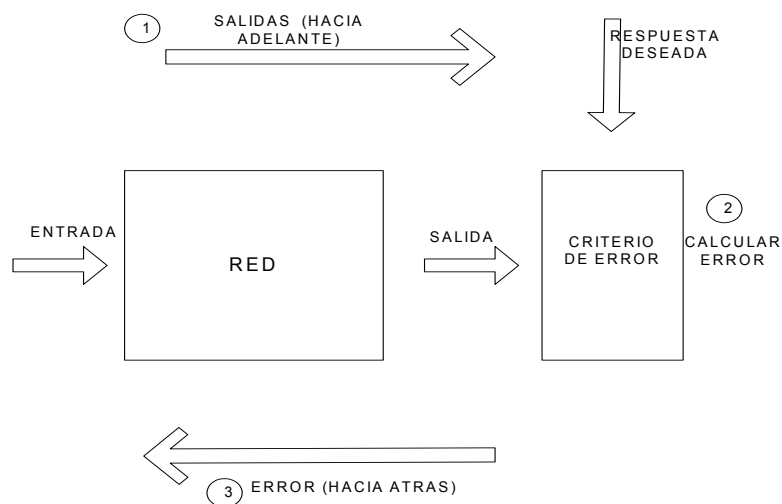 1
SALIDAS (HACIA
ADELANTE)
RESPUESTA
DESEADA
ENTRADA
RED
SALIDA
CRITERIO
DE ERROR
2
CALCULAR
ERROR
3
ERROR (HACIA ATRAS)